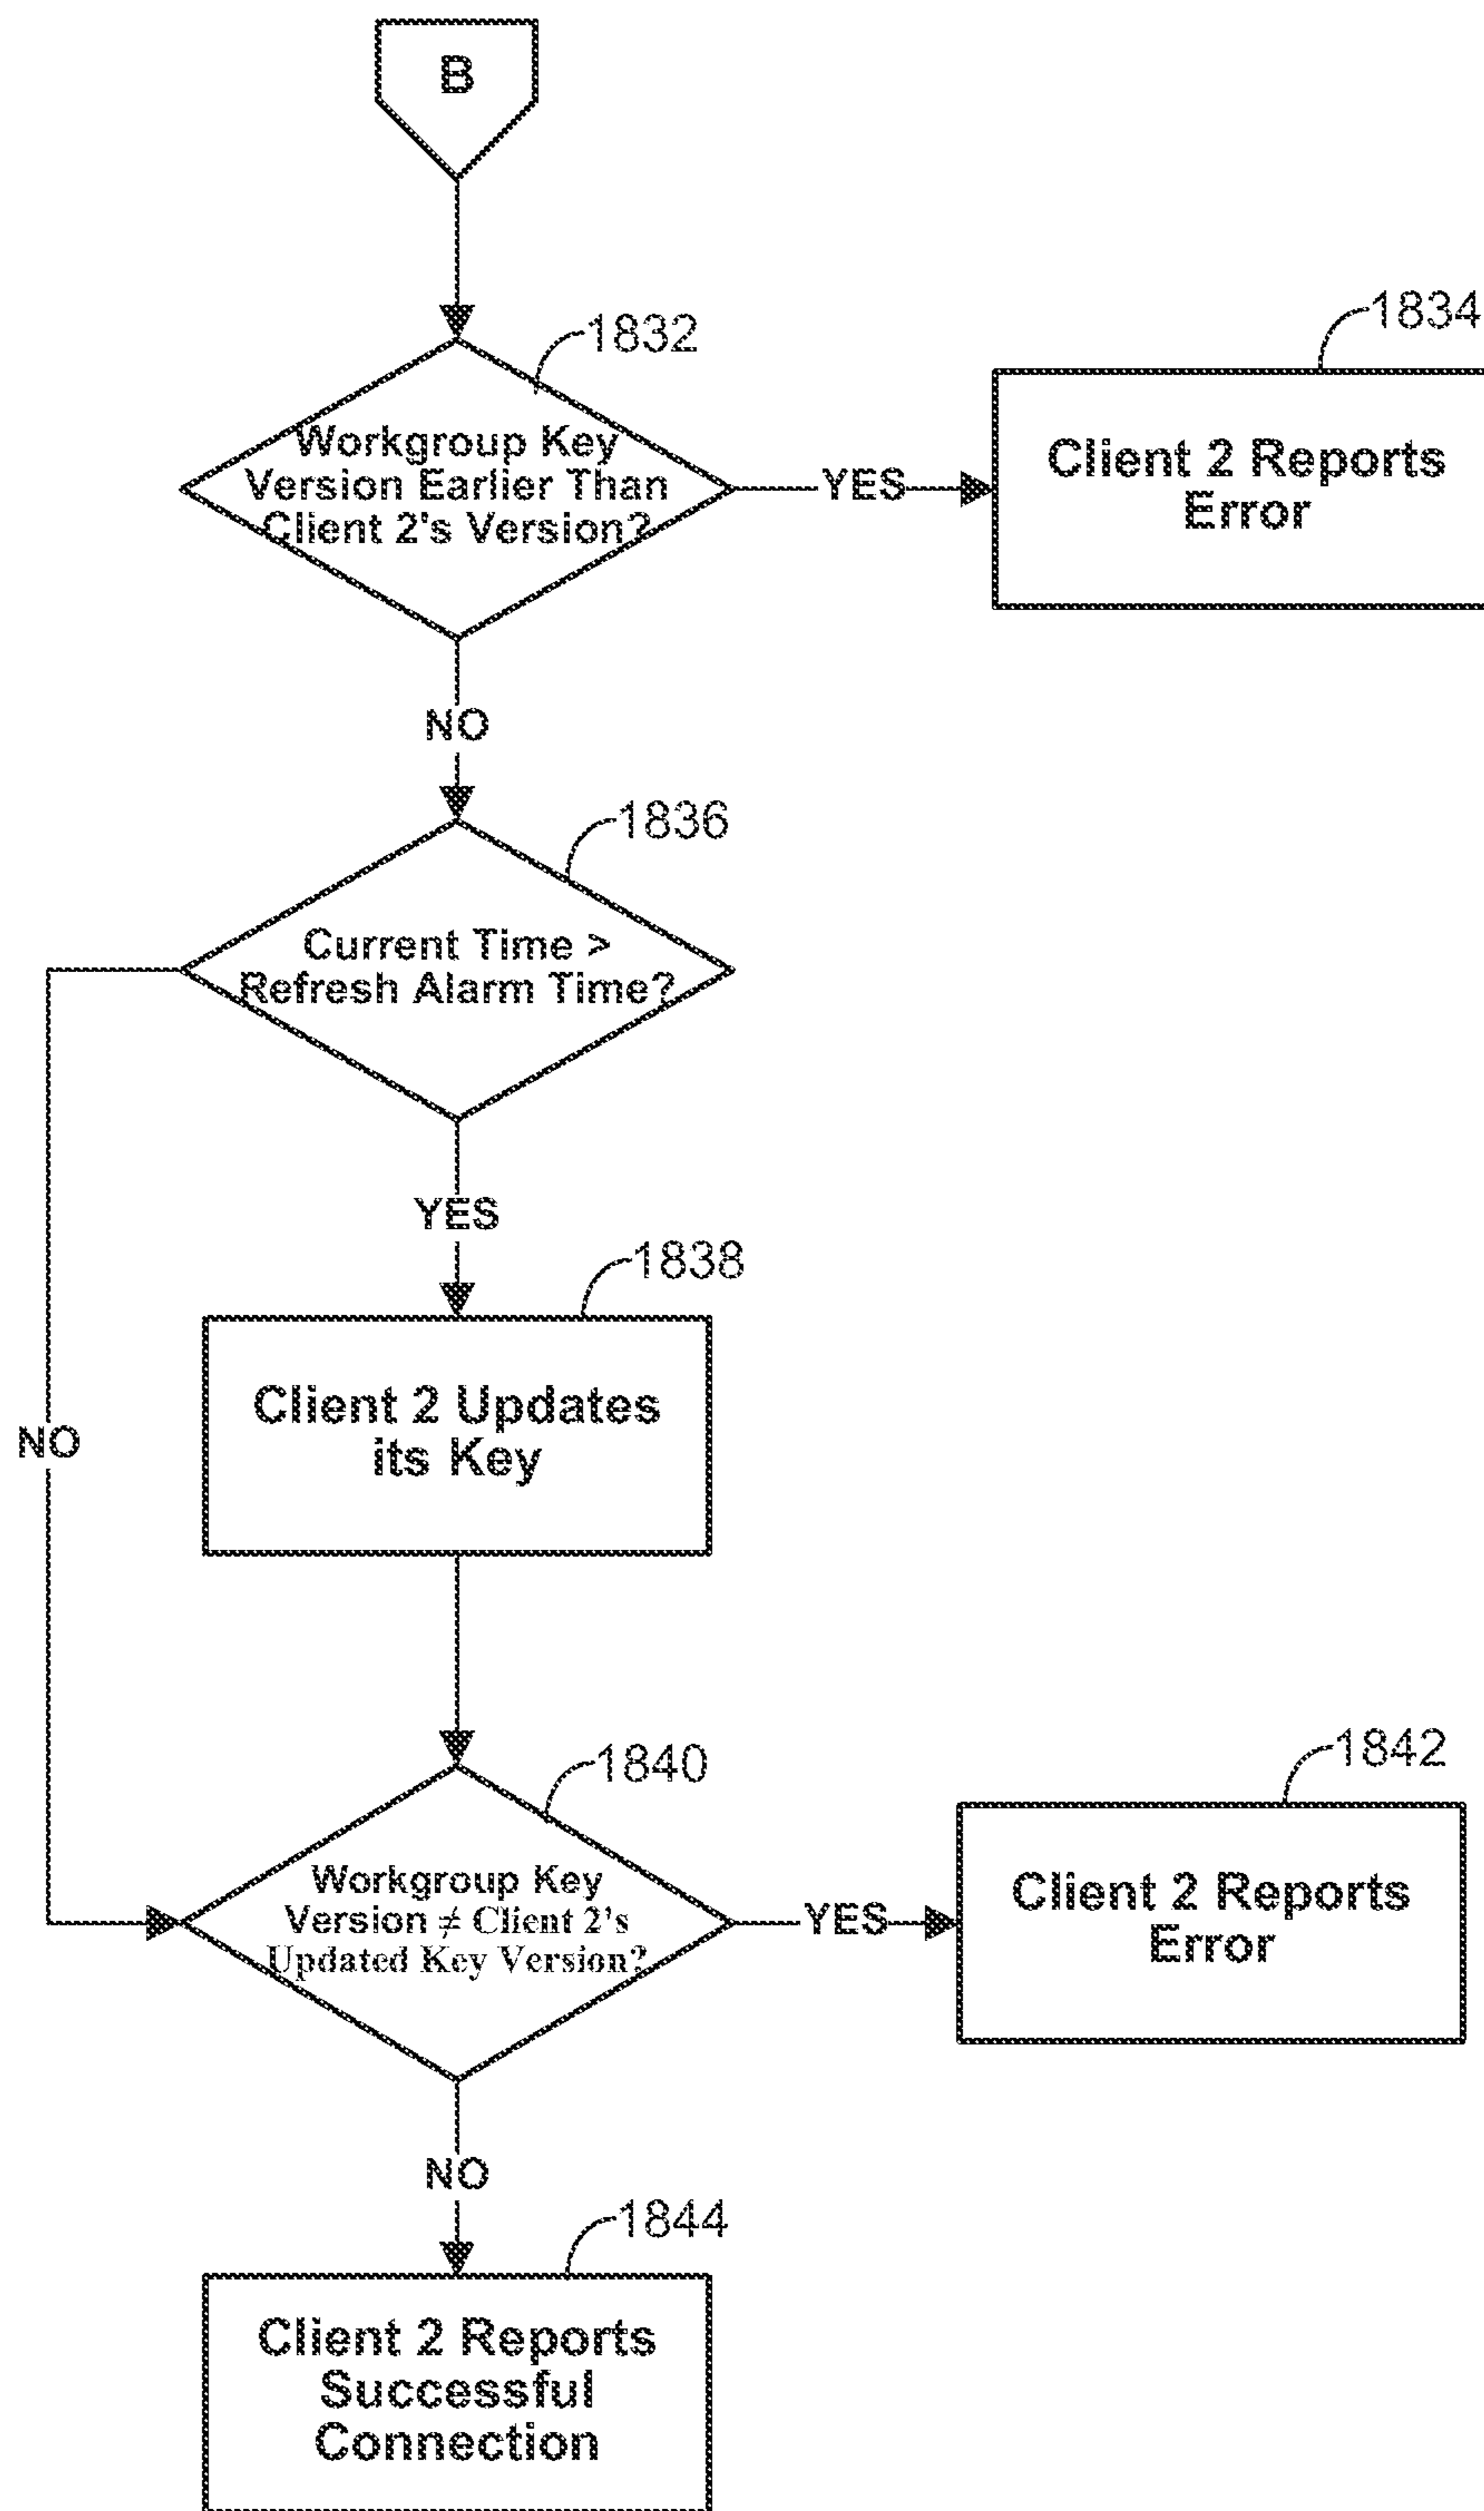 B
1832
Workgroup Key
Version Earlier Than
Client 2's Version?
YES
1834
Client 2 Reports
Error
NO
1836
Current Time >
Refresh Alarm Time?
YES
1838
Client 2 Updates
its Key
NO
1840
Workgroup Key
Version ≠ Client 2's
Updated Key Version?
YES
1842
Client 2 Reports
Error
NO
1844
Client 2 Reports
Successful
Connection